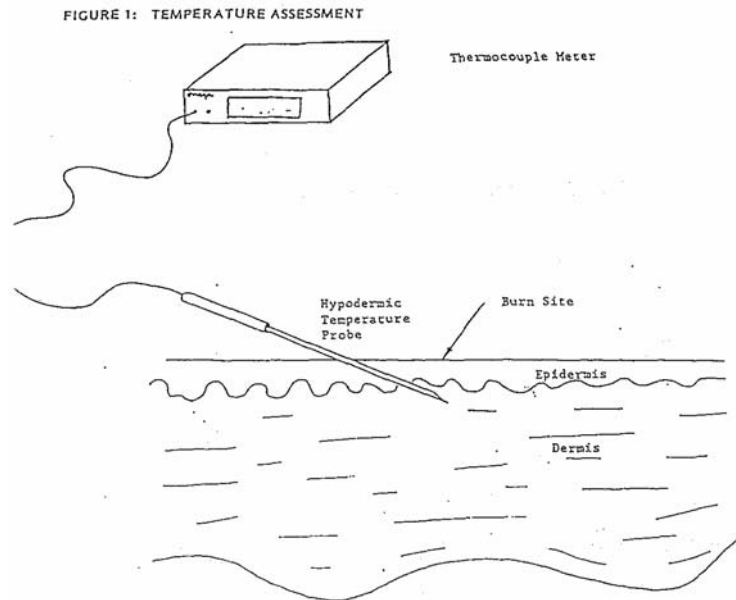 FIGURE 1: TEMPERATURE ASSESSMENT
Thermocouple Meter
Hypodermic
Temperature
Probe
Burn Site
Epidermis
Dermis